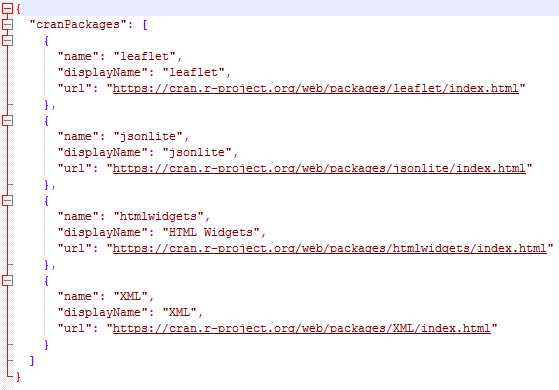 {
  "cranPackages": [
    {
      "name": "leaflet",
      "displayName": "leaflet",
      "url": "https://cran.r-project.org/web/packages/leaflet/index.html"
    },
    {
      "name": "jsonlite",
      "displayName": "jsonlite",
      "url": "https://cran.r-project.org/web/packages/jsonlite/index.html"
    },
    {
      "name": "htmlwidgets",
      "displayName": "HTML Widgets",
      "url": "https://cran.r-project.org/web/packages/htmlwidgets/index.html"
    },
    {
      "name": "XML",
      "displayName": "XML",
      "url": "https://cran.r-project.org/web/packages/XML/index.html"
    }
  ]
}